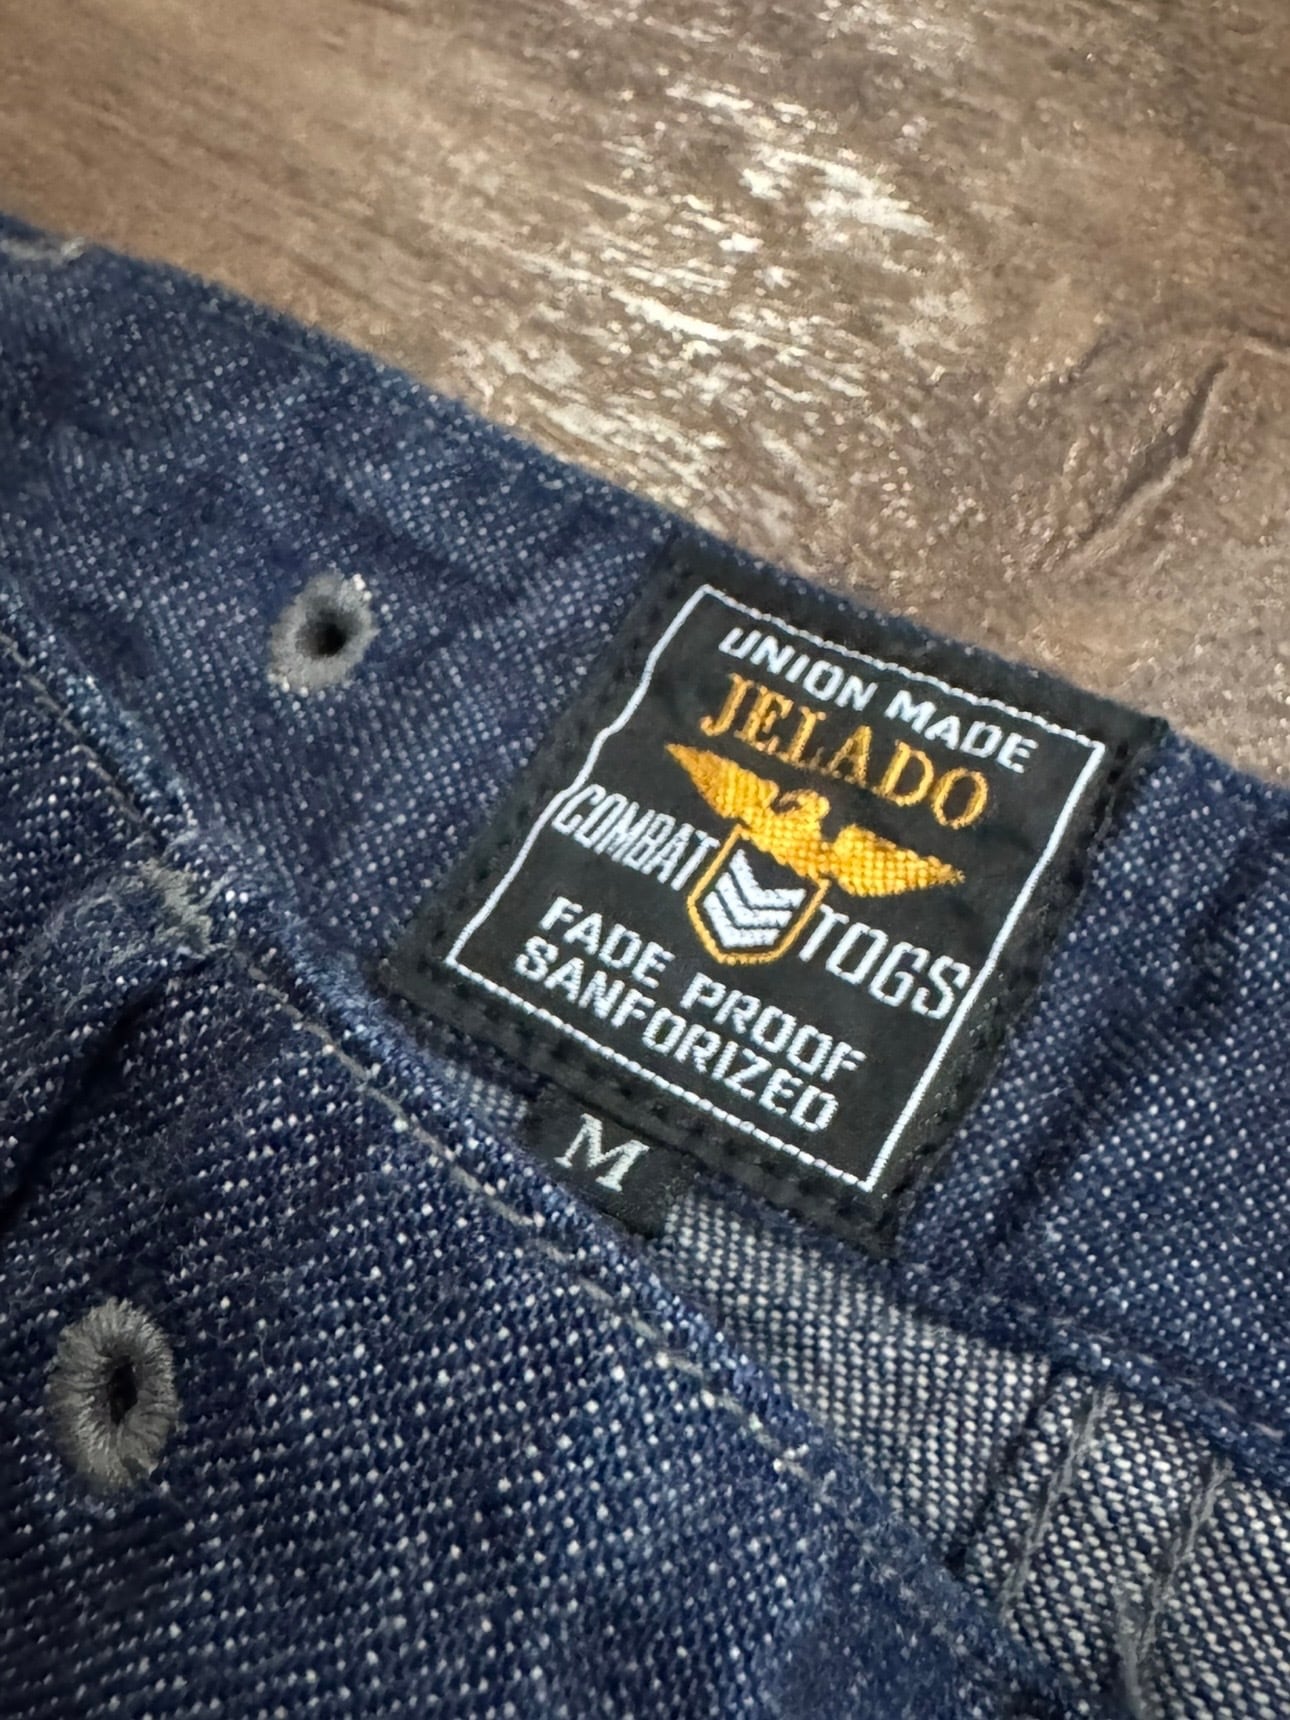 UNION MADE
JELADO
COMBAT TOGS
FADE PROOF
SANFORIZED
M